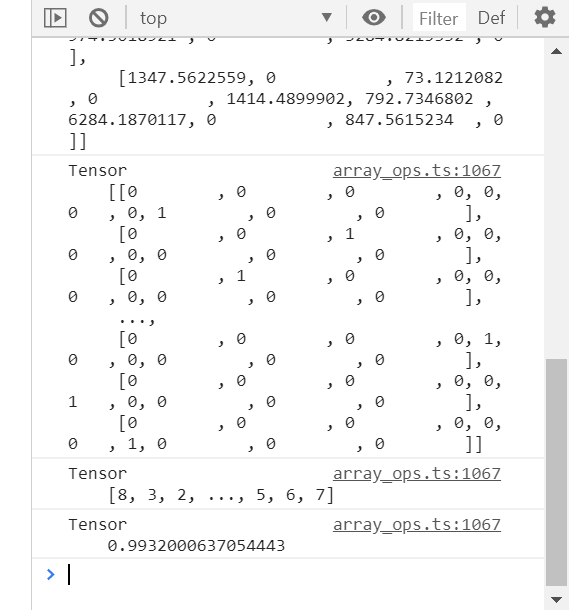 top Filter Def
],
[1347.5622559, 0 , 73.1212082
, 0 , 1414.4899902, 792.7346802 ,
6284.1870117, 0 , 847.5615234 , 0
]]
Tensor array_ops.ts:1067
[[0 , 0 , 0 , 0, 0,
0 , 0, 1 , 0 , 0 ],
[0 , 0 , 1 , 0, 0,
0 , 0, 0 , 0 , 0 ],
[0 , 1 , 0 , 0, 0,
0 , 0, 0 , 0 , 0 ],
...,
[0 , 0 , 0 , 0, 1,
0 , 0, 0 , 0 , 0 ],
[0 , 0 , 0 , 0, 0,
1 , 0, 0 , 0 , 0 ],
[0 , 0 , 0 , 0, 0,
0 , 1, 0 , 0 , 0 ]]
Tensor array_ops.ts:1067
[8, 3, 2, ..., 5, 6, 7]
Tensor array_ops.ts:1067
0.9932000637054443
>